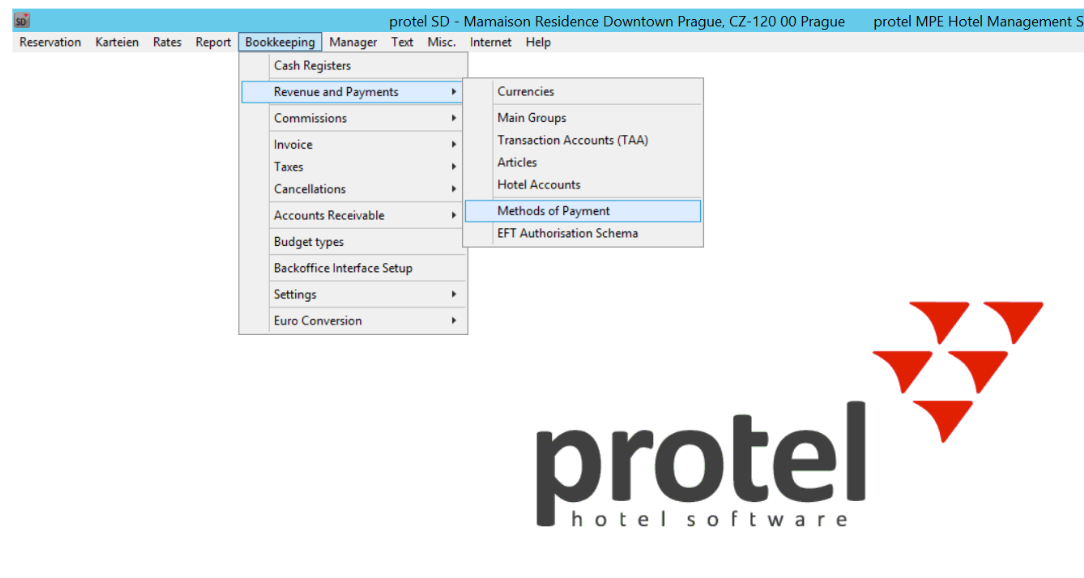 SD
protel SD - Mamaison Residence Downtown Prague, CZ-120 00 Prague protel MPE Hotel Management S
Reservation Karteien Rates Report Bookkeeping Manager Text Misc. Internet Help
Cash Registers
Revenue and Payments
Commissions
Invoice
Taxes
Cancellations
Accounts Receivable
Budget types
Backoffice Interface Setup
Settings
Euro Conversion
Currencies
Main Groups
Transaction Accounts (TAA)
Articles
Hotel Accounts
Methods of Payment
EFT Authorisation Schema
protel
hotel software